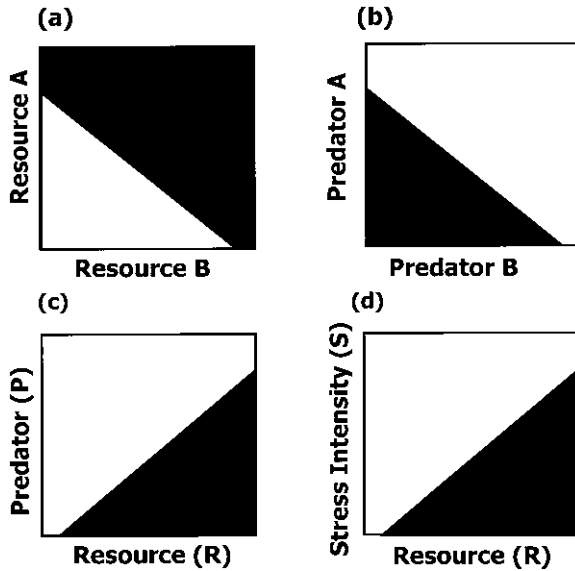 (a)
Resource A
Resource B
(b)
Predator A
Predator B
(c)
Predator (P)
Resource (R)
(d)
Stress Intensity (S)
Resource (R)